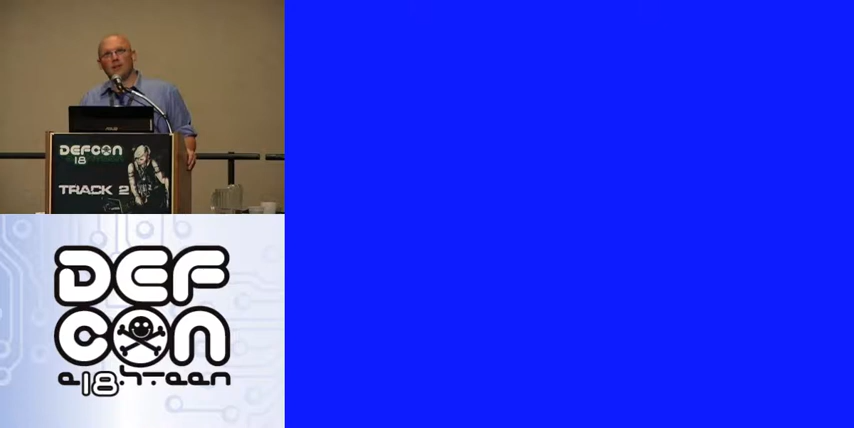 DEFCON
18
TRACK 2
DEF
CON
e18hteen